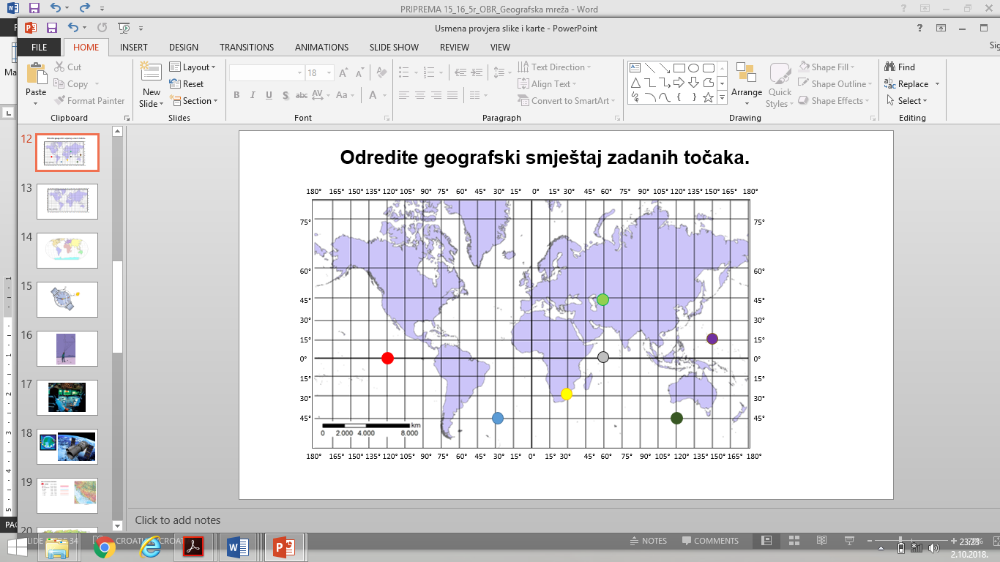 PRIPREMA 15_16_5r_OBR_Geografska mreža - Word
Usmena provjera slike i karte - PowerPoint
FILE HOME INSERT DESIGN TRANSITIONS ANIMATIONS SLIDE SHOW REVIEW VIEW Sig
Paste
Cut
Copy
Format Painter
Clipboard
New Slide
Layout
Reset
Section
Slides
18
Font
Text Direction
Align Text
Convert to SmartArt
Paragraph
Arrange
Quick Styles
Shape Fill
Shape Outline
Shape Effects
Drawing
Find
Replace
Select
Editing
12
13
14
15
16
17
18
19
20
Odredite geografski smještaj zadanih točaka.
180° 165° 150° 135° 120° 105° 90° 75° 60° 45° 30° 15° 0° 15° 30° 45° 60° 75° 90° 105° 120° 135° 150° 165° 180°
75° 75°
60° 60°
45° 45°
30° 30°
15° 15°
0° 0°
15° 15°
30° 30°
45° 45°
km
0 2.000 4.000 8.000
180° 165° 150° 135° 120° 105° 90° 75° 60° 45° 30° 15° 0° 15° 30° 45° 60° 75° 90° 105° 120° 135° 150° 165° 180°
Click to add notes
NOTES COMMENTS
23:23
2.10.2018.